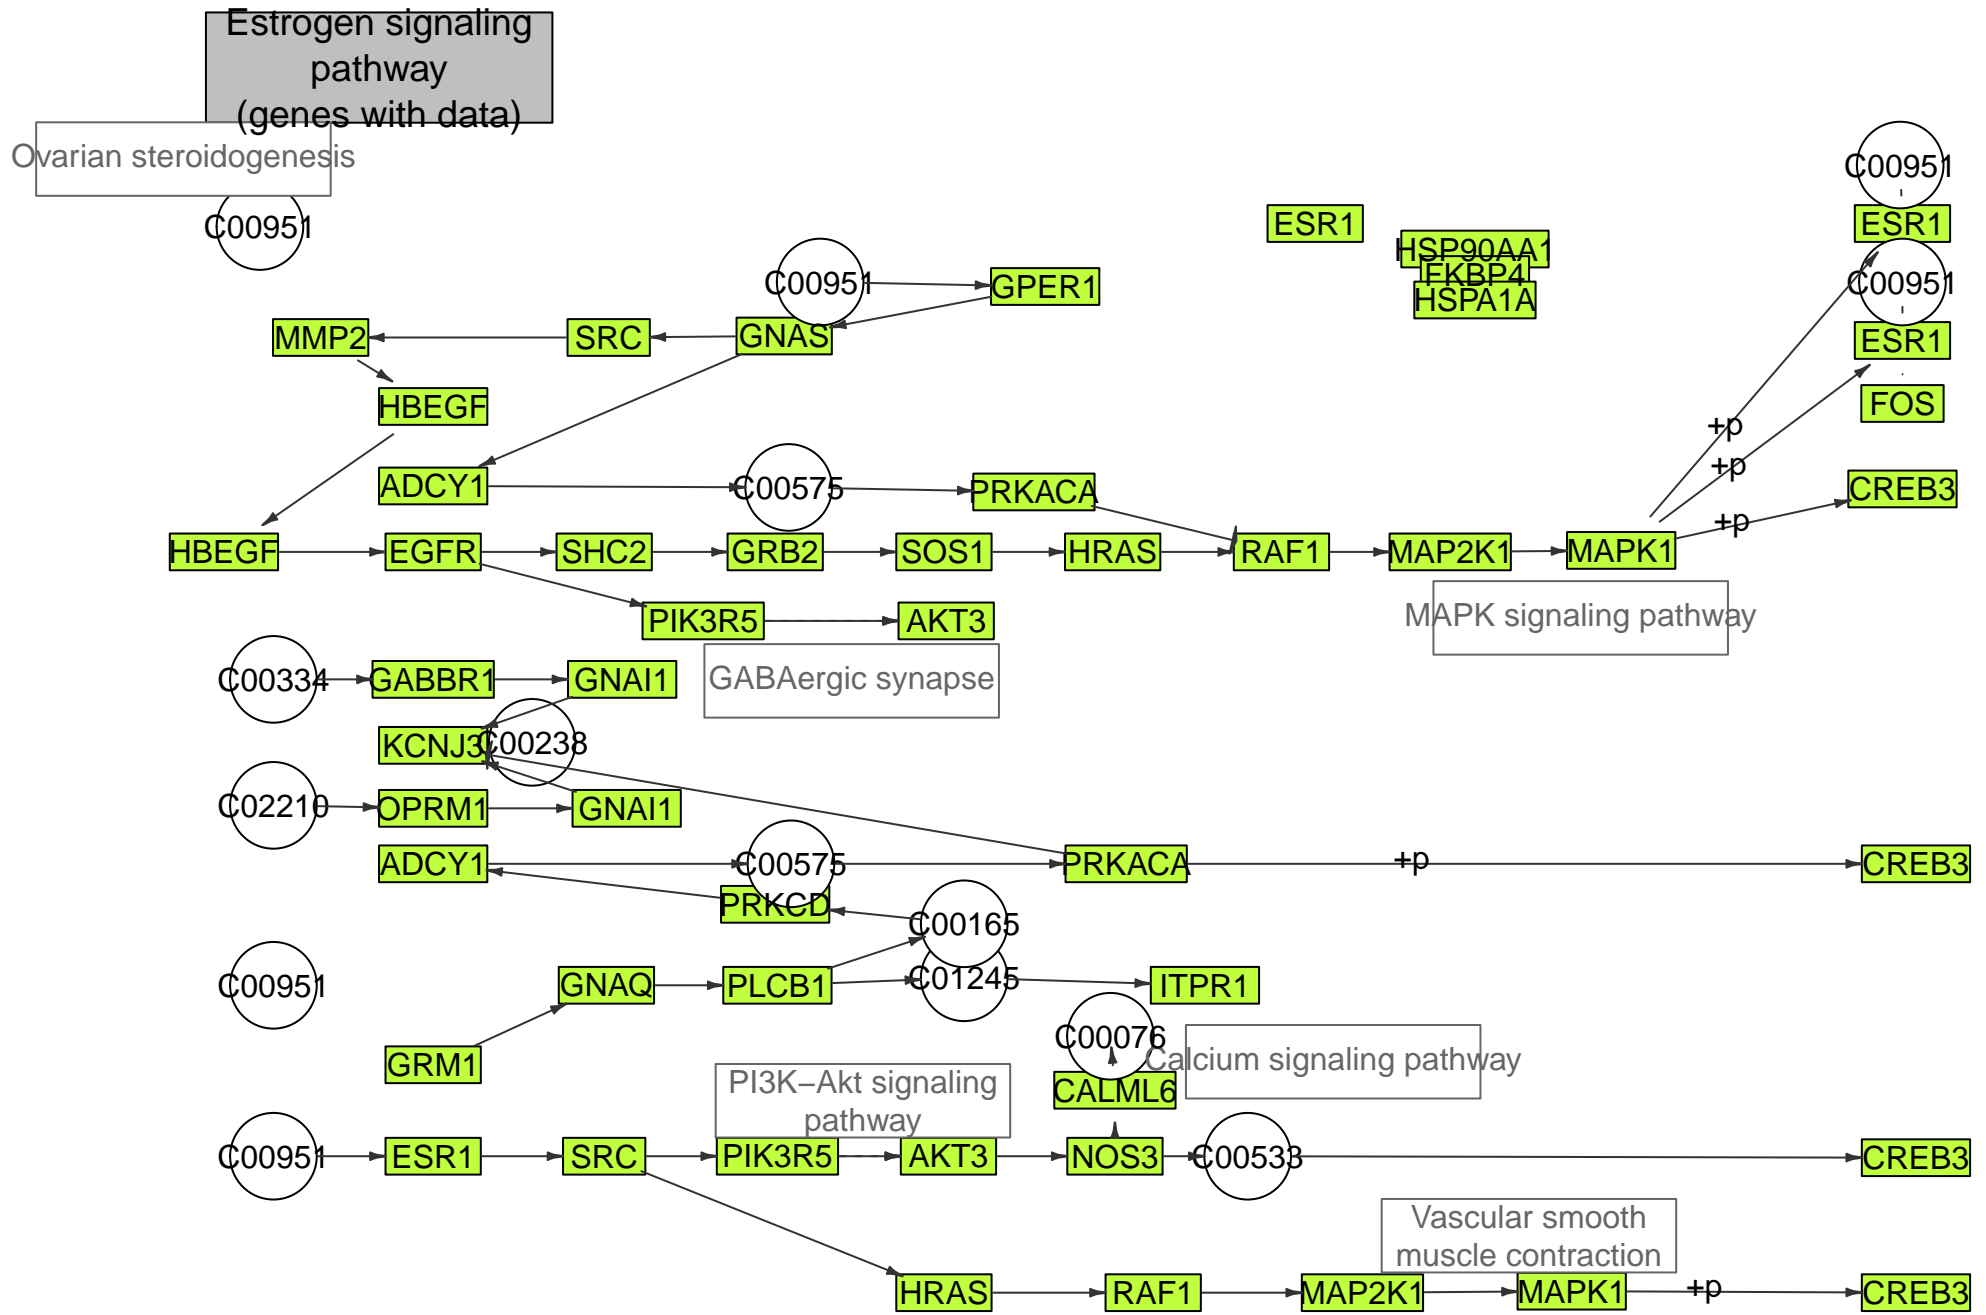 Estrogen signaling
pathway
(genes with data)
Ovarian steroidogenesis
C00951
C00951
ESR1
ESR1
C00951
HSP90AA1
FKBP4
HSPA1A
C00951
GPER1
MMP2
SRC
GNAS
ESR1
HBEGF
FOS
+p
+p
ADCY1
C00575
PRKACA
CREB3
+p
HBEGF
EGFR
SHC2
GRB2
SOS1
HRAS
RAF1
MAP2K1
MAPK1
PIK3R5
AKT3
MAPK signaling pathway
C00334
GABBR1
GNAI1
GABAergic synapse
KCNJ3
C00238
C02210
OPRM1
GNAI1
ADCY1
C00575
PRKACA
+p
CREB3
PRKCD
C00165
C00951
GNAQ
PLCB1
C01245
ITPR1
C00076
GRM1
Calcium signaling pathway
PI3K−Akt signaling
pathway
CALML6
C00951
ESR1
SRC
PIK3R5
AKT3
NOS3
C00533
CREB3
Vascular smooth
muscle contraction
HRAS
RAF1
MAP2K1
MAPK1
+p
CREB3